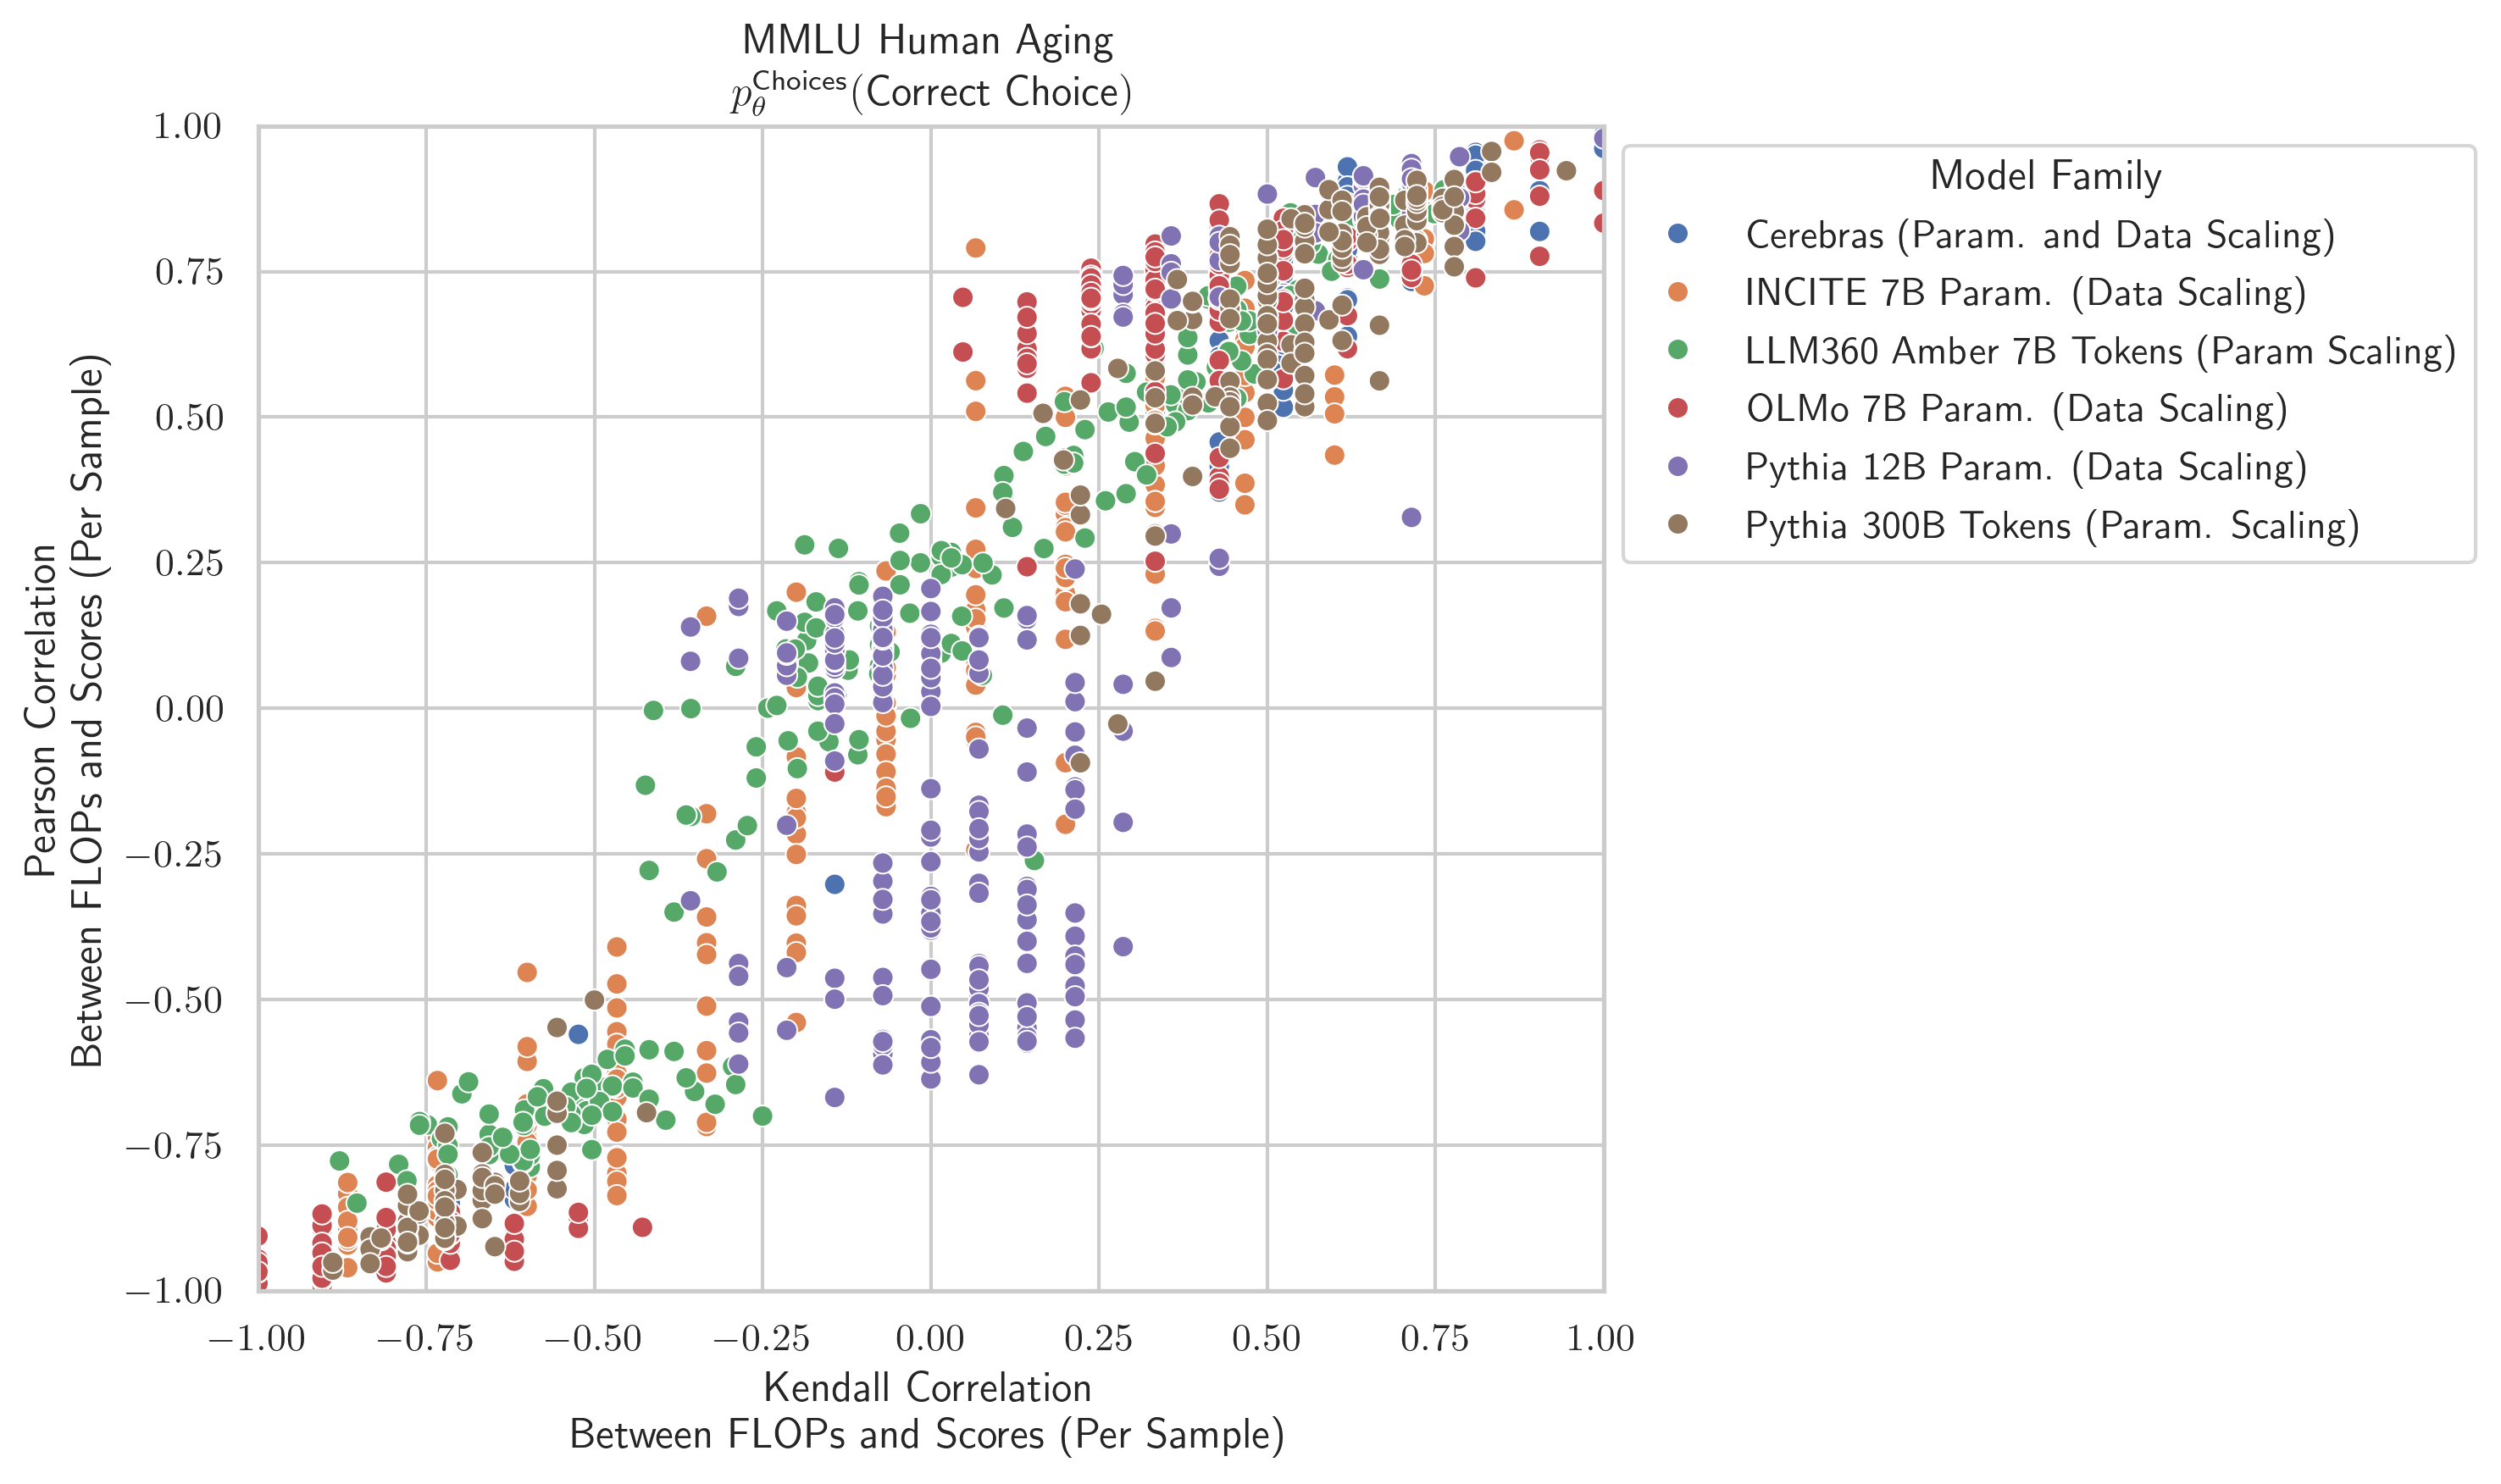 MMLU Human Aging
p_θ^Choices(Correct Choice)
1.00
0.75
0.50
0.25
0.00
−0.25
−0.50
−0.75
−1.00
Pearson Correlation
Between FLOPs and Scores (Per Sample)
−1.00 −0.75 −0.50 −0.25 0.00 0.25 0.50 0.75 1.00
Kendall Correlation
Between FLOPs and Scores (Per Sample)
Model Family
Cerebras (Param. and Data Scaling)
INCITE 7B Param. (Data Scaling)
LLM360 Amber 7B Tokens (Param Scaling)
OLMo 7B Param. (Data Scaling)
Pythia 12B Param. (Data Scaling)
Pythia 300B Tokens (Param. Scaling)